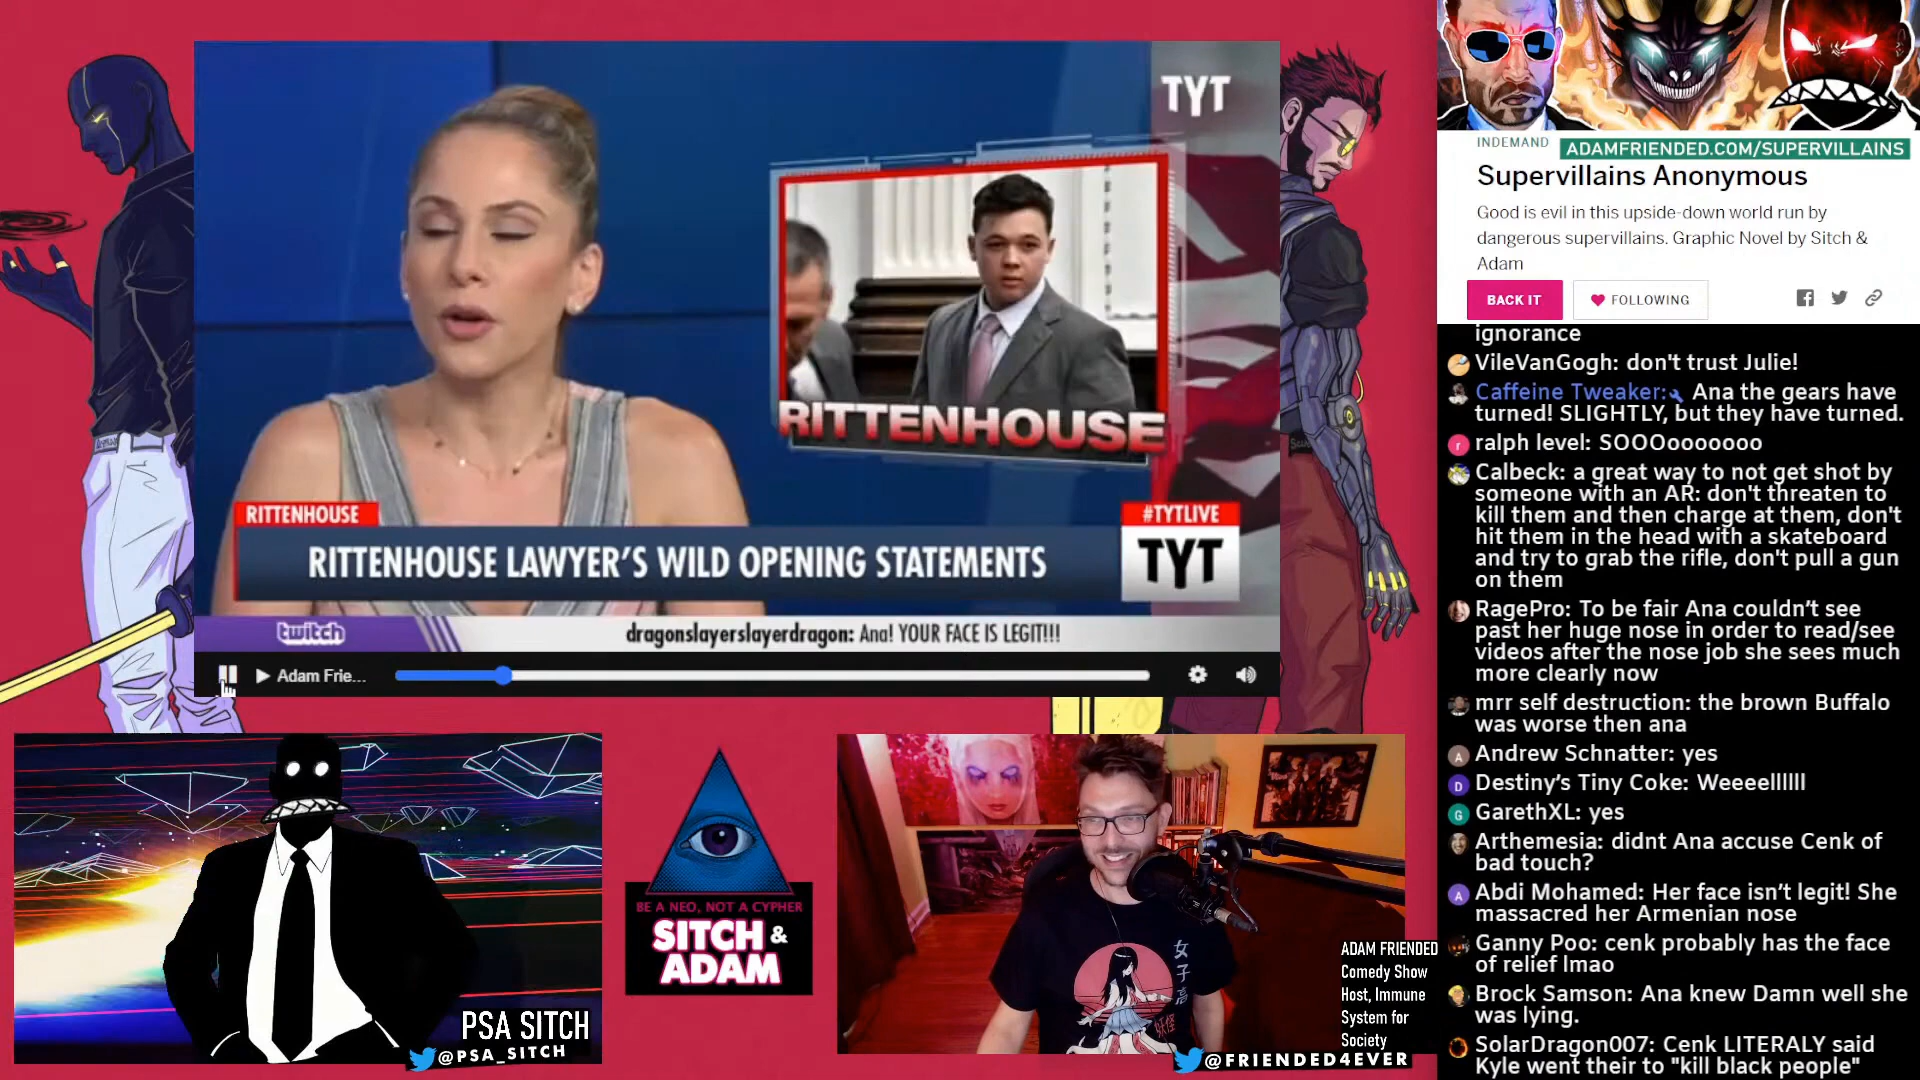 TYT
RITTENHOUSE
RITTENHOUSE
#TYTLIVE
RITTENHOUSE LAWYER'S WILD OPENING STATEMENTS
TYT
twitch
dragonslayerslayerdragon: Ana! YOUR FACE IS LEGIT!!!
Adam Frie...
PSA SITCH
@PSA_SITCH
BE A NEO, NOT A CYPHER
SITCH &
ADAM
女
子
高
妖怪
ADAM FRIENDED
Comedy Show
Host, Immune
System for
Society
@FRIENDED4EVER
INDEMAND
ADAMFRIENDED.COM/SUPERVILLAINS
Supervillains Anonymous
Good is evil in this upside-down world run by
dangerous supervillains. Graphic Novel by Sitch &
Adam
BACK IT
FOLLOWING
ignorance
VileVanGogh: don't trust Julie!
Caffeine Tweaker: Ana the gears have
turned! SLIGHTLY, but they have turned.
ralph level: SOOOooooooo
Calbeck: a great way to not get shot by
someone with an AR: don't threaten to
kill them and then charge at them, don't
hit them in the head with a skateboard
and try to grab the rifle, don't pull a gun
on them
RagePro: To be fair Ana couldn't see
past her huge nose in order to read/see
videos after the nose job she sees much
more clearly now
mrr self destruction: the brown Buffalo
was worse then ana
Andrew Schnatter: yes
Destiny's Tiny Coke: Weeeellllll
GarethXL: yes
Arthemesia: didnt Ana accuse Cenk of
bad touch?
Abdi Mohamed: Her face isn't legit! She
massacred her Armenian nose
Ganny Poo: cenk probably has the face
of relief lmao
Brock Samson: Ana knew Damn well she
was lying.
SolarDragon007: Cenk LITERALY said
Kyle went their to "kill black people"